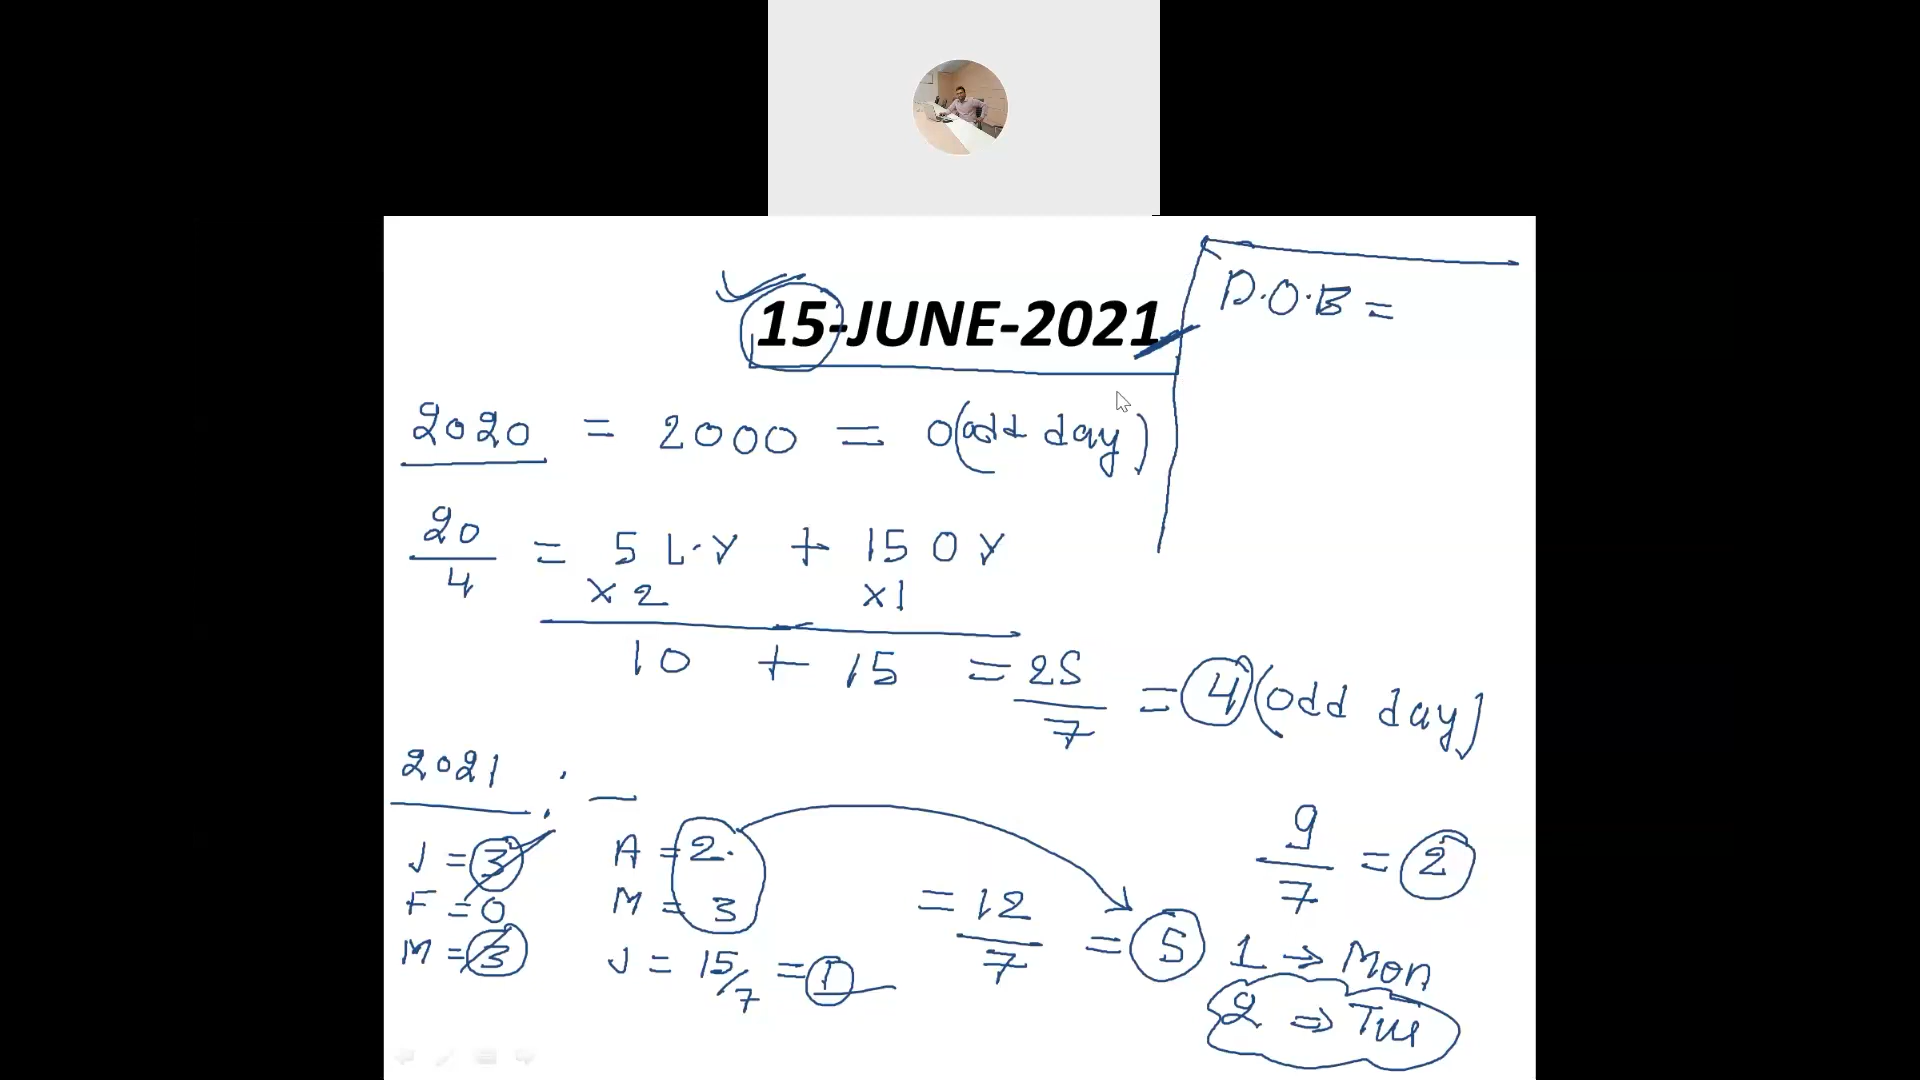 15-JUNE-2021
D.O.B =
2020 = 2000 = 0(odd day)
20/4 = 5 L.Y + 15 O Y
x 2 x1
10 + 15 = 25/7 = 4 (odd day)
2021 : —
J = 3 A = 2. 9/7 = 2
F = 0 M = 3 = 12/7 = 5
M = 3 J = 15/7 = 1
1 → Mon
2 ⇒ Tue